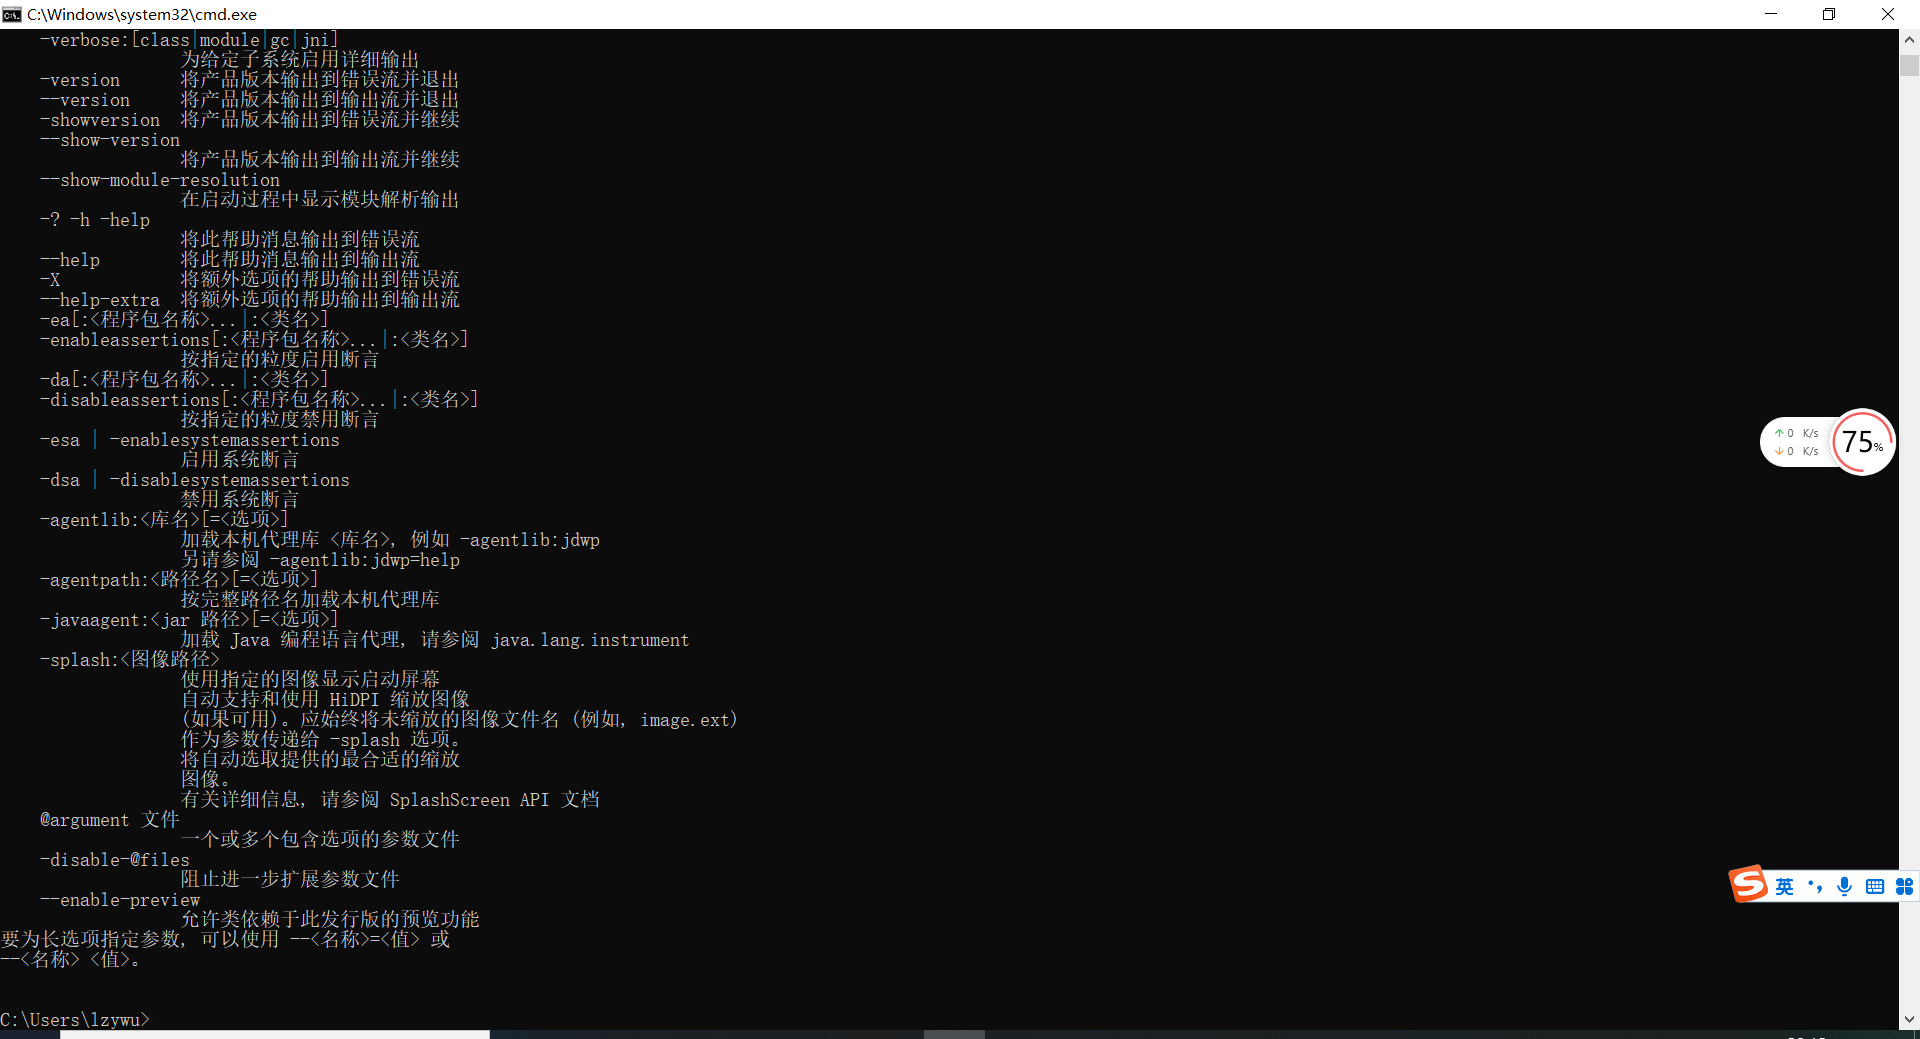 C:\Windows\system32\cmd.exe
-verbose:[class|module|gc|jni]
为给定子系统启用详细输出
-version 将产品版本输出到错误流并退出
--version 将产品版本输出到输出流并退出
-showversion 将产品版本输出到错误流并继续
--show-version
将产品版本输出到输出流并继续
--show-module-resolution
在启动过程中显示模块解析输出
-? -h -help
将此帮助消息输出到错误流
--help 将此帮助消息输出到输出流
-X 将额外选项的帮助输出到错误流
--help-extra 将额外选项的帮助输出到输出流
-ea[:<程序包名称>...|:<类名>]
-enableassertions[:<程序包名称>...|:<类名>]
按指定的粒度启用断言
-da[:<程序包名称>...|:<类名>]
-disableassertions[:<程序包名称>...|:<类名>]
按指定的粒度禁用断言
-esa | -enablesystemassertions
启用系统断言
-dsa | -disablesystemassertions
禁用系统断言
-agentlib:<库名>[=<选项>]
加载本机代理库 <库名>, 例如 -agentlib:jdwp
另请参阅 -agentlib:jdwp=help
-agentpath:<路径名>[=<选项>]
按完整路径名加载本机代理库
-javaagent:<jar 路径>[=<选项>]
加载 Java 编程语言代理, 请参阅 java.lang.instrument
-splash:<图像路径>
使用指定的图像显示启动屏幕
自动支持和使用 HiDPI 缩放图像
(如果可用)。应始终将未缩放的图像文件名 (例如, image.ext)
作为参数传递给 -splash 选项。
将自动选取提供的最合适的缩放
图像。
有关详细信息, 请参阅 SplashScreen API 文档
@argument 文件
一个或多个包含选项的参数文件
-disable-@files
阻止进一步扩展参数文件
--enable-preview
允许类依赖于此发行版的预览功能
要为长选项指定参数, 可以使用 --<名称>=<值> 或
--<名称> <值>。
C:\Users\lzywu>
↑ 0 K/s
↓ 0 K/s
75%
S 英